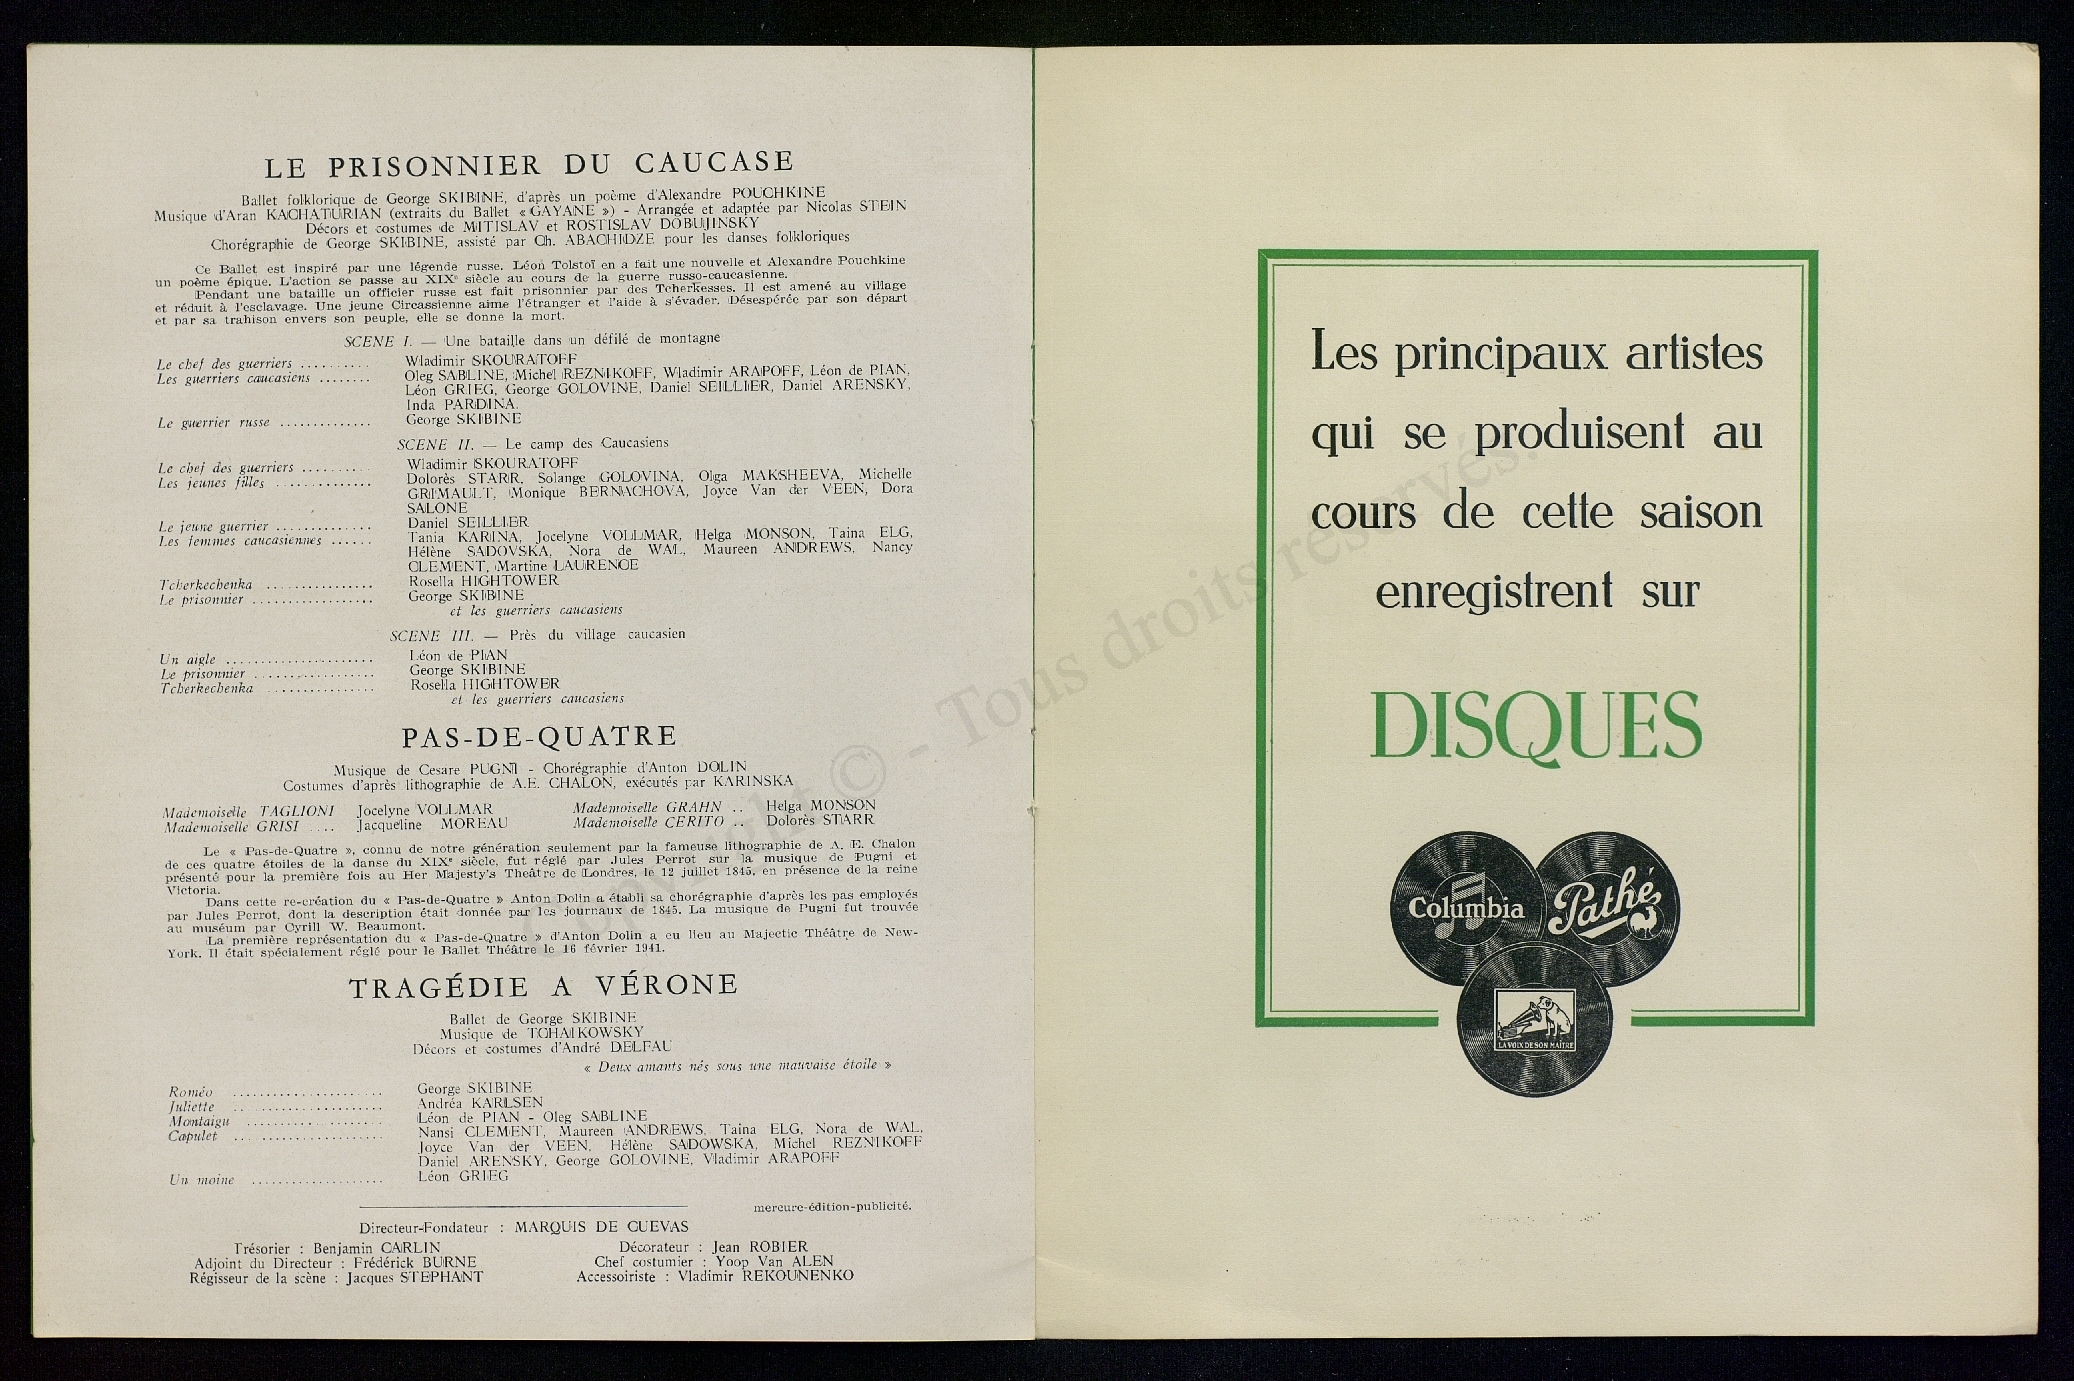 LE PRISONNIER DU CAUCASE
Ballet folklorique de George SKIBINE, d'après un poème d'Alexandre POUCHKINE
Musique d'Aran KACHATURIAN (extraits du Ballet « GAYANE ») - Arrangée et adaptée par Nicolas STEIN
Décors et costumes de MITISLAV et ROSTISLAV DOBUJINSKY
Chorégraphie de George SKIBINE, assisté par Ch. ABACHIDZE pour les danses folkloriques
Ce Ballet est inspiré par une légende russe. Léon Tolstoï en a fait une nouvelle et Alexandre Pouchkine
un poème épique. L'action se passe au XIXe siècle au cours de la guerre russo-caucasienne.
Pendant une bataille un officier russe est fait prisonnier par des Tcherkesses. Il est amené au village
et réduit à l'esclavage. Une jeune Circassienne aime l'étranger et l'aide à s'évader. Désespérée par son départ
et par sa trahison envers son peuple, elle se donne la mort.
SCENE I. — Une bataille dans un défilé de montagne
Le chef des guerriers .......... Wladimir SKOURATOFF
Les guerriers caucasiens ........ Oleg SABLINE, Michel REZNIKOFF, Wladimir ARAPOFF, Léon de PIAN,
Léon GRIEG, George GOLOVINE, Daniel SEILLIER, Daniel ARENSKY,
Inda PARDINA.
Le guerrier russe .............. George SKIBINE
SCENE II. — Le camp des Caucasiens
Le chef des guerriers .......... Wladimir SKOURATOFF
Les jeunes filles .............. Dolorès STARR, Solange GOLOVINA, Olga MAKSHEEVA, Michelle
GRIMAULT, Monique BERNACHOVA, Joyce Van der VEEN, Dora
SALONE
Le jeune guerrier .............. Daniel SEILLIER
Les femmes caucasiennes ...... Tania KARINA, Jocelyne VOLLMAR, Helga MONSON, Taina ELG,
Hélène SADOVSKA, Nora de WAL, Maureen ANDREWS, Nancy
CLEMENT, Martine LAURENCE
Tcherkechenka ................ Rosella HIGHTOWER
Le prisonnier .................. George SKIBINE
et les guerriers caucasiens
SCENE III. — Près du village caucasien
Un aigle ...................... Léon de PIAN
Le prisonnier .................. George SKIBINE
Tcherkechenka ................ Rosella HIGHTOWER
et les guerriers caucasiens
PAS-DE-QUATRE
Musique de Cesare PUGNI - Chorégraphie d'Anton DOLIN
Costumes d'après lithographie de A.E. CHALON, exécutés par KARINSKA
Mademoiselle TAGLIONI Jocelyne VOLLMAR Mademoiselle GRAHN .. Helga MONSON
Mademoiselle GRISI .... Jacqueline MOREAU Mademoiselle CERITO .. Dolorès STARR
Le « Pas-de-Quatre », connu de notre génération seulement par la fameuse lithographie de A. E. Chalon
de ces quatre étoiles de la danse du XIXe siècle, fut réglé par Jules Perrot sur la musique de Pugni et
présenté pour la première fois au Her Majesty's Theâtre de Londres, le 12 juillet 1845, en présence de la reine
Victoria.
Dans cette re-création du « Pas-de-Quatre » Anton Dolin a établi sa chorégraphie d'après les pas employés
par Jules Perrot, dont la description était donnée par les journaux de 1845. La musique de Pugni fut trouvée
au muséum par Cyrill W. Beaumont.
La première représentation du « Pas-de-Quatre » d'Anton Dolin a eu lieu au Majectic Théâtre de New-
York. Il était spécialement réglé pour le Ballet Théâtre le 16 février 1941.
TRAGÉDIE A VÉRONE
Ballet de George SKIBINE
Musique de TCHAIKOWSKY
Décors et costumes d'André DELFAU
« Deux amants nés sous une mauvaise étoile »
Roméo ...................... George SKIBINE
Juliette ...................... Andréa KARLSEN
Montaigu .................... Léon de PIAN - Oleg SABLINE
Capulet ...................... Nansi CLEMENT, Maureen ANDREWS, Taina ELG, Nora de WAL,
Joyce Van der VEEN, Hélène SADOWSKA, Michel REZNIKOFF
Daniel ARENSKY, George GOLOVINE, Vladimir ARAPOFF
Un moine .................... Léon GRIEG
mercure-édition-publicité.
Directeur-Fondateur : MARQUIS DE CUEVAS
Trésorier : Benjamin CARLIN Décorateur : Jean ROBIER
Adjoint du Directeur : Frédérick BURNE Chef costumier : Yoop Van ALEN
Régisseur de la scène : Jacques STEPHANT Accessoiriste : Vladimir REKOUNENKO
Les principaux artistes
qui se produisent au
cours de cette saison
enregistrent sur
DISQUES
Columbia
Pathé
LA VOIX DE SON MAITRE
Copyright © - Tous droits réservés.